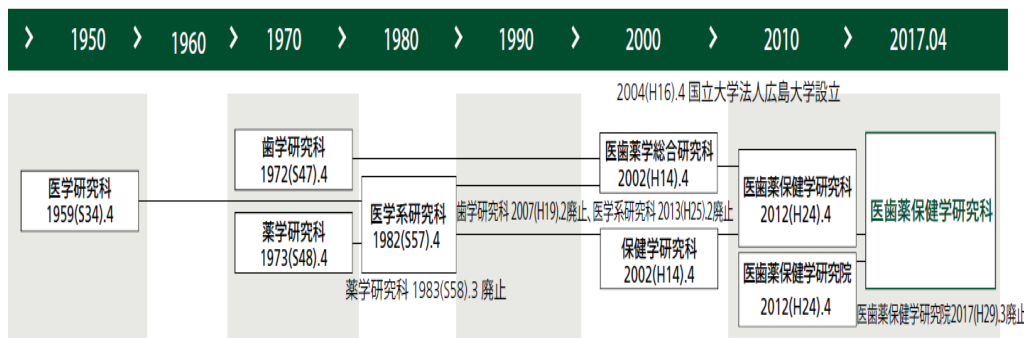 > 1950 > 1960 > 1970 > 1980 > 1990 > 2000 > 2010 > 2017.04
2004(H16).4 国立大学法人広島大学設立
医学研究科
1959(S34).4
歯学研究科
1972(S47).4
薬学研究科
1973(S48).4
医学系研究科
1982(S57).4
薬学研究科 1983(S58).3 廃止
医歯薬学総合研究科
2002(H14).4
歯学研究科 2007(H19).2廃止、医学系研究科 2013(H25).2廃止
保健学研究科
2002(H14).4
医歯薬保健学研究科
2012(H24).4
医歯薬保健学研究院
2012(H24).4
医歯薬保健学研究科
医歯薬保健学研究院2017(H29).3廃止